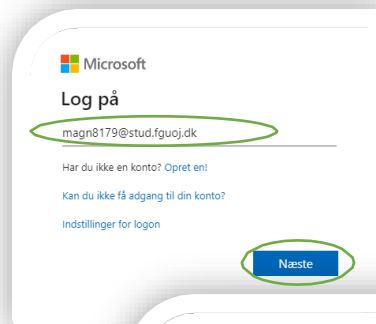 Microsoft
Log på
magn8179@stud.fguoj.dk
Har du ikke en konto? Opret en!
Kan du ikke få adgang til din konto?
Indstillinger for logon
Næste